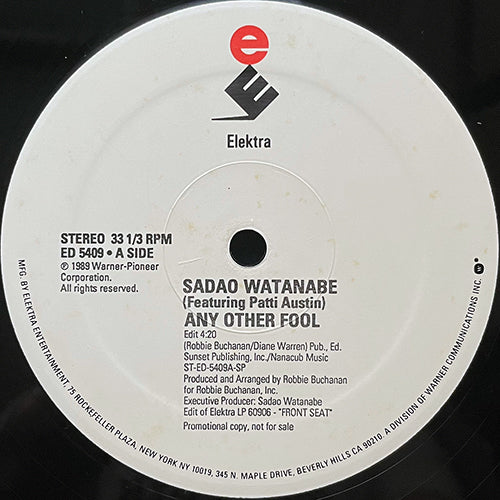 e
E
Elektra
STEREO 33 1/3 RPM
ED 5409 • A SIDE
℗ 1989 Warner-Pioneer
Corporation.
All rights reserved.
SADAO WATANABE
(Featuring Patti Austin)
ANY OTHER FOOL
Edit 4:20
(Robbie Buchanan/Diane Warren) Pub., Ed.
Sunset Publishing, Inc./Nanacub Music
ST-ED-5409A-SP
Produced and Arranged by Robbie Buchanan
for Robbie Buchanan, Inc.
Executive Producer: Sadao Watanabe
Edit of Elektra LP 60906 - "FRONT SEAT"
Promotional copy, not for sale
MFG. BY ELEKTRA ENTERTAINMENT, 75 ROCKEFELLER PLAZA, NEW YORK NY 10019, 345 N. MAPLE DRIVE, BEVERLY HILLS CA 90210. A DIVISION OF WARNER COMMUNICATIONS INC.